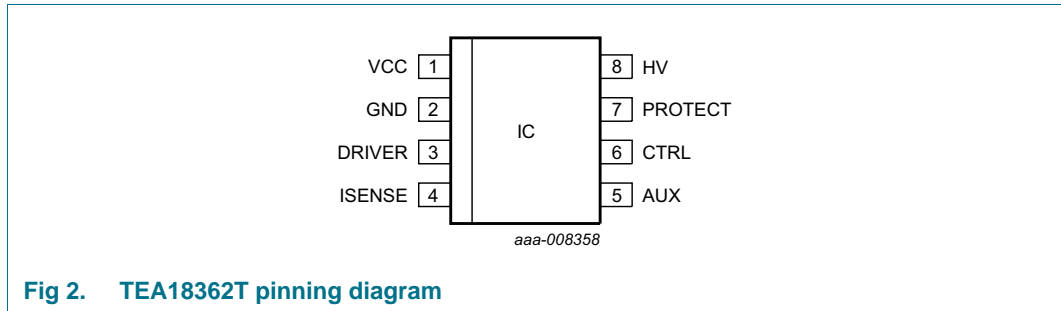 VCC 1 8 HV
GND 2 7 PROTECT
IC
DRIVER 3 6 CTRL
ISENSE 4 5 AUX
aaa-008358
Fig 2. TEA18362T pinning diagram